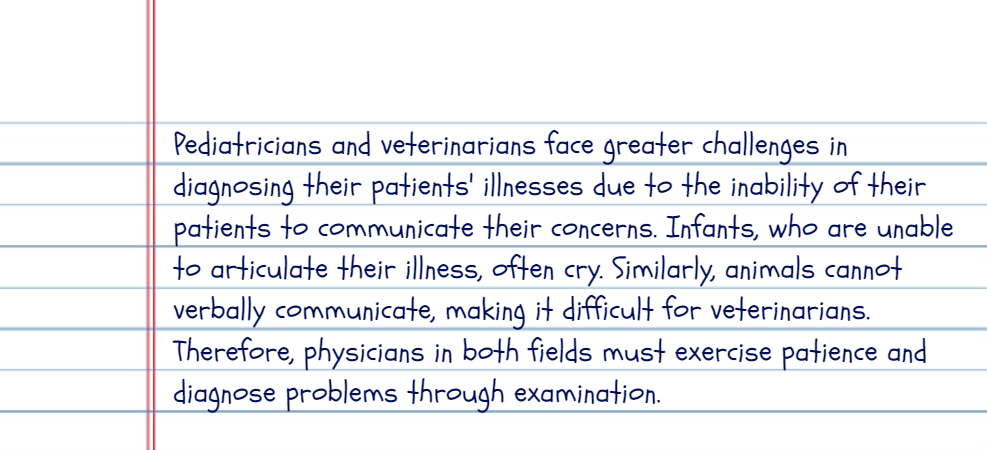 Pediatricians and veterinarians face greater challenges in
diagnosing their patients' illnesses due to the inability of their
patients to communicate their concerns. Infants, who are unable
to articulate their illness, often cry. Similarly, animals cannot
verbally communicate, making it difficult for veterinarians.
Therefore, physicians in both fields must exercise patience and
diagnose problems through examination.